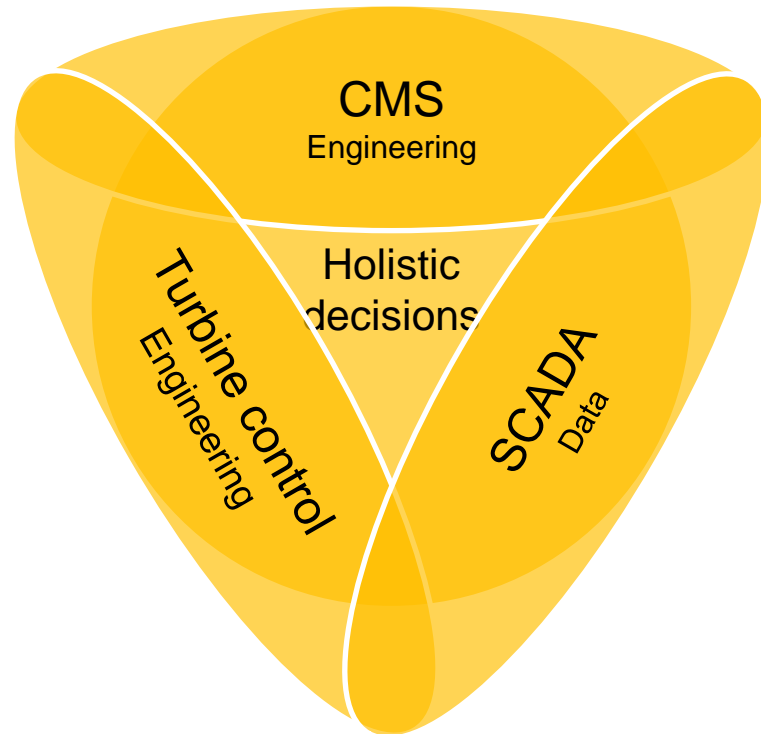 CMS
Engineering
Holistic
decisions
Turbine control
Engineering
SCADA
Data